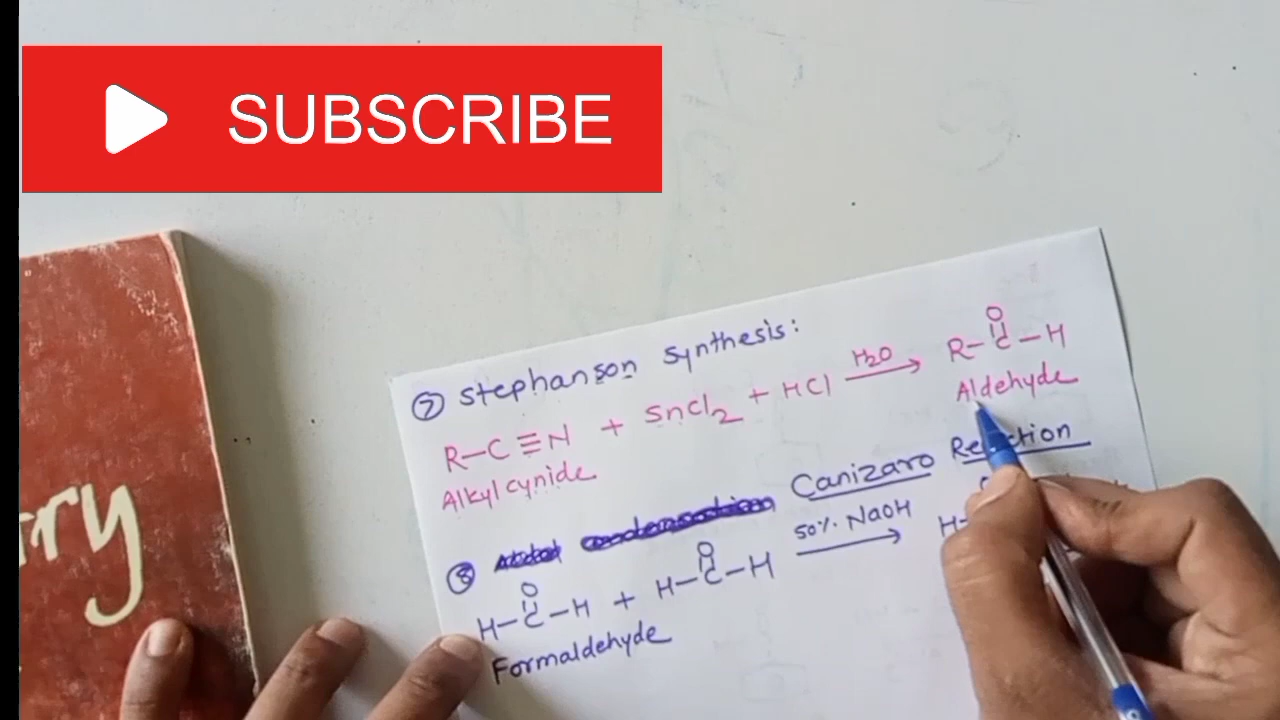 SUBSCRIBE
⑦ Stephanson Synthesis:
R-C≡N + SnCl2 + HCl H2O → R-C-H
O
Alkyl cynide Aldehyde
⑧ Canizaro Reaction
O O
H-C-H + H-C-H 50% NaOH → H-
Formaldehyde
ry